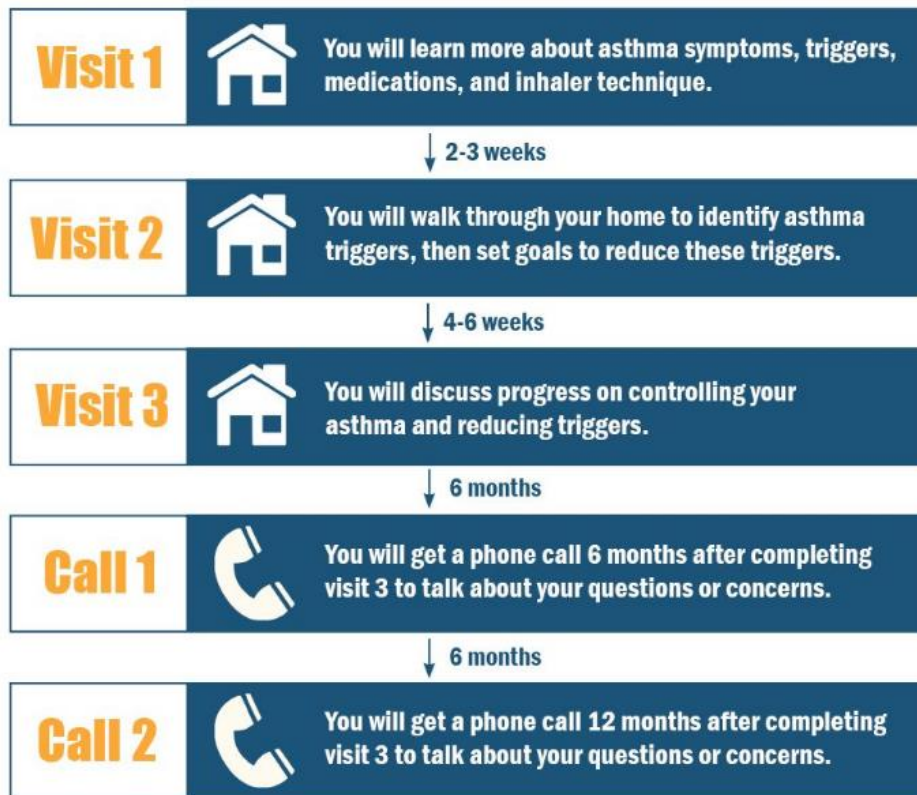 Visit 1
You will learn more about asthma symptoms, triggers,
medications, and inhaler technique.
2-3 weeks
Visit 2
You will walk through your home to identify asthma
triggers, then set goals to reduce these triggers.
4-6 weeks
Visit 3
You will discuss progress on controlling your
asthma and reducing triggers.
6 months
Call 1
You will get a phone call 6 months after completing
visit 3 to talk about your questions or concerns.
6 months
Call 2
You will get a phone call 12 months after completing
visit 3 to talk about your questions or concerns.